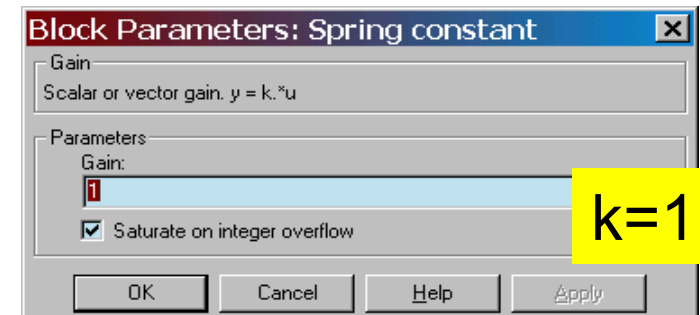 Block Parameters: Spring constant
Gain
Scalar or vector gain. y = k.*u
Parameters
Gain:
1
k=1
Saturate on integer overflow
OK Cancel Help Apply